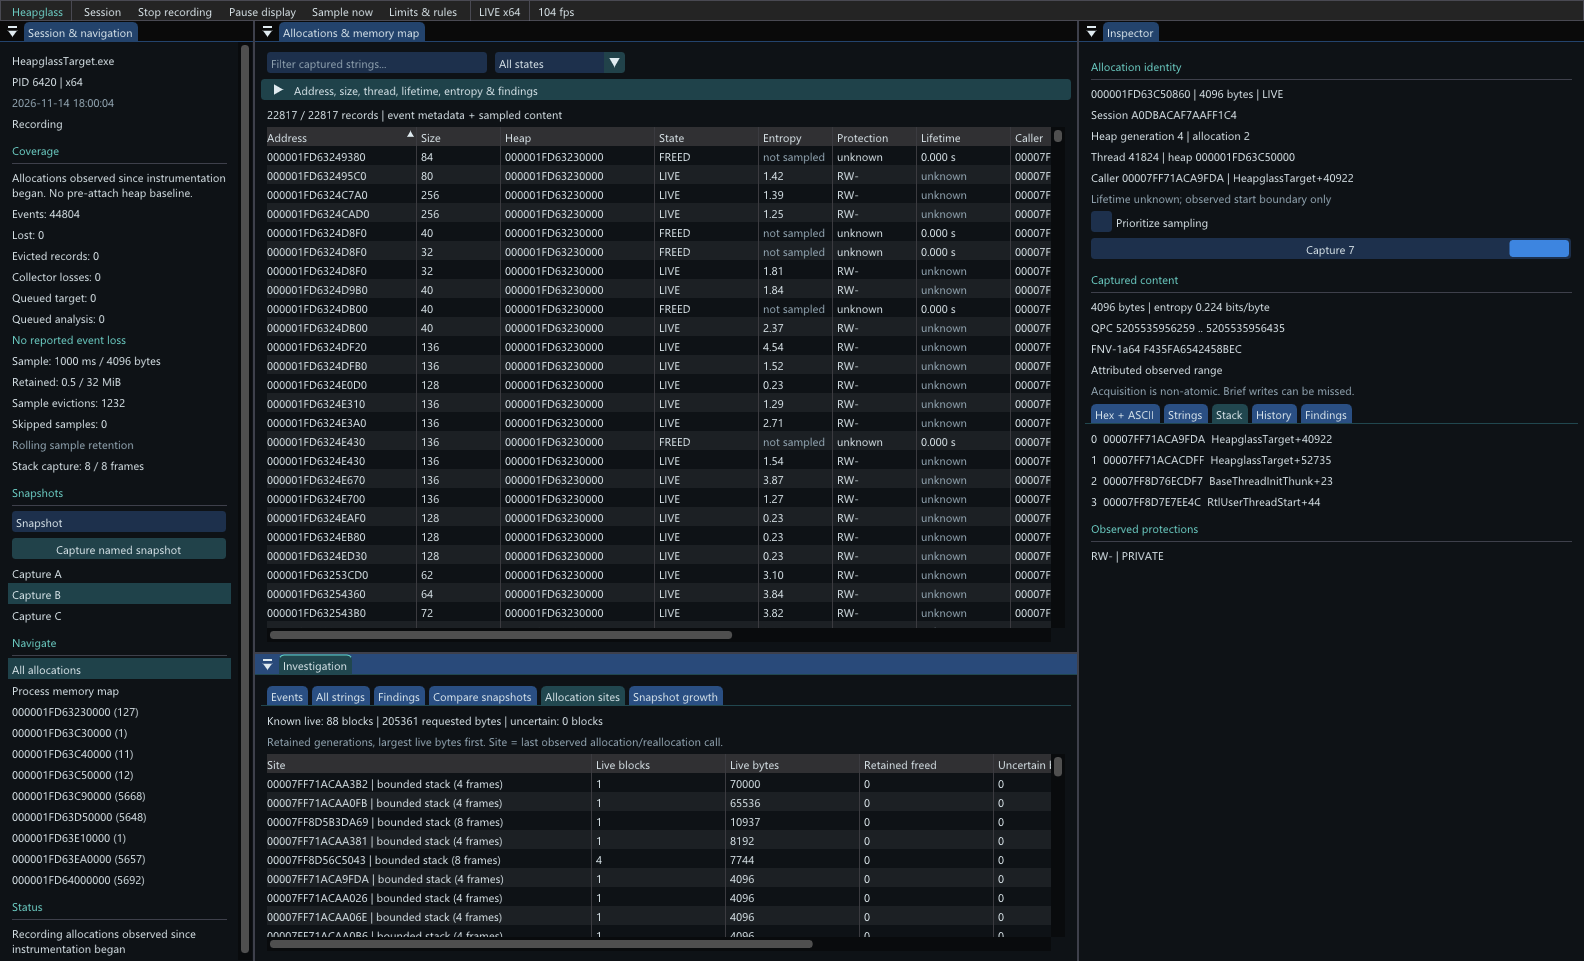 Heapglass Session Stop recording Pause display Sample now Limits & rules LIVE x64 104 fps
Session & navigation
HeapglassTarget.exe
PID 6420 | x64
2026-11-14 18:00:04
Recording
Coverage
Allocations observed since instrumentation
began. No pre-attach heap baseline.
Events: 44804
Lost: 0
Evicted records: 0
Collector losses: 0
Queued target: 0
Queued analysis: 0
No reported event loss
Sample: 1000 ms / 4096 bytes
Retained: 0.5 / 32 MiB
Sample evictions: 1232
Skipped samples: 0
Rolling sample retention
Stack capture: 8 / 8 frames
Snapshots
Snapshot
Capture named snapshot
Capture A
Capture B
Capture C
Navigate
All allocations
Process memory map
000001FD63230000 (127)
000001FD63C30000 (1)
000001FD63C40000 (11)
000001FD63C50000 (12)
000001FD63C90000 (5668)
000001FD63D50000 (5648)
000001FD63E10000 (1)
000001FD63EA0000 (5657)
000001FD64000000 (5692)
Status
Recording allocations observed since
instrumentation began
Allocations & memory map
Filter captured strings... All states
Address, size, thread, lifetime, entropy & findings
22817 / 22817 records | event metadata + sampled content
Address Size Heap State Entropy Protection Lifetime Caller
000001FD63249380 84 000001FD63230000 FREED not sampled unknown 0.000 s 00007F
000001FD632495C0 80 000001FD63230000 LIVE 1.42 RW- unknown 00007F
000001FD6324C7A0 256 000001FD63230000 LIVE 1.39 RW- unknown 00007F
000001FD6324CAD0 256 000001FD63230000 LIVE 1.25 RW- unknown 00007F
000001FD6324D8F0 40 000001FD63230000 FREED not sampled unknown 0.000 s 00007F
000001FD6324D8F0 32 000001FD63230000 FREED not sampled unknown 0.000 s 00007F
000001FD6324D8F0 32 000001FD63230000 LIVE 1.81 RW- unknown 00007F
000001FD6324D9B0 40 000001FD63230000 LIVE 1.84 RW- unknown 00007F
000001FD6324DB00 40 000001FD63230000 FREED not sampled unknown 0.000 s 00007F
000001FD6324DB00 40 000001FD63230000 LIVE 2.37 RW- unknown 00007F
000001FD6324DF20 136 000001FD63230000 LIVE 4.54 RW- unknown 00007F
000001FD6324DFB0 136 000001FD63230000 LIVE 1.52 RW- unknown 00007F
000001FD6324E0D0 128 000001FD63230000 LIVE 0.23 RW- unknown 00007F
000001FD6324E310 136 000001FD63230000 LIVE 1.29 RW- unknown 00007F
000001FD6324E3A0 136 000001FD63230000 LIVE 2.71 RW- unknown 00007F
000001FD6324E430 136 000001FD63230000 FREED not sampled unknown 0.000 s 00007F
000001FD6324E430 136 000001FD63230000 LIVE 1.54 RW- unknown 00007F
000001FD6324E670 136 000001FD63230000 LIVE 3.87 RW- unknown 00007F
000001FD6324E700 136 000001FD63230000 LIVE 1.27 RW- unknown 00007F
000001FD6324EAF0 128 000001FD63230000 LIVE 0.23 RW- unknown 00007F
000001FD6324EB80 128 000001FD63230000 LIVE 0.23 RW- unknown 00007F
000001FD6324ED30 128 000001FD63230000 LIVE 0.23 RW- unknown 00007F
000001FD63253CD0 62 000001FD63230000 LIVE 3.10 RW- unknown 00007F
000001FD63254360 64 000001FD63230000 LIVE 3.84 RW- unknown 00007F
000001FD632543B0 72 000001FD63230000 LIVE 3.82 RW- unknown 00007F
Investigation
Events All strings Findings Compare snapshots Allocation sites Snapshot growth
Known live: 88 blocks | 205361 requested bytes | uncertain: 0 blocks
Retained generations, largest live bytes first. Site = last observed allocation/reallocation call.
Site Live blocks Live bytes Retained freed Uncertain
00007FF71ACAA3B2 | bounded stack (4 frames) 1 70000 0 0
00007FF71ACAA0FB | bounded stack (4 frames) 1 65536 0 0
00007FF8D5B3DA69 | bounded stack (8 frames) 1 10937 0 0
00007FF71ACAA381 | bounded stack (4 frames) 1 8192 0 0
00007FF8D56C5043 | bounded stack (8 frames) 4 7744 0 0
00007FF71ACA9FDA | bounded stack (4 frames) 1 4096 0 0
00007FF71ACAA026 | bounded stack (4 frames) 1 4096 0 0
00007FF71ACAA06E | bounded stack (4 frames) 1 4096 0 0
00007FF71ACAA0B6 | bounded stack (4 frames) 1 4096 0 0
Inspector
Allocation identity
000001FD63C50860 | 4096 bytes | LIVE
Session A0DBACAF7AAFF1C4
Heap generation 4 | allocation 2
Thread 41824 | heap 000001FD63C50000
Caller 00007FF71ACA9FDA | HeapglassTarget+40922
Lifetime unknown; observed start boundary only
Prioritize sampling
Capture 7
Captured content
4096 bytes | entropy 0.224 bits/byte
QPC 5205535956259 .. 5205535956435
FNV-1a64 F435FA6542458BEC
Attributed observed range
Acquisition is non-atomic. Brief writes can be missed.
Hex + ASCII Strings Stack History Findings
0 00007FF71ACA9FDA HeapglassTarget+40922
1 00007FF71ACACDFF HeapglassTarget+52735
2 00007FF8D76ECDF7 BaseThreadInitThunk+23
3 00007FF8D7E7EE4C RtlUserThreadStart+44
Observed protections
RW- | PRIVATE